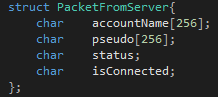 struct PacketFromServer{
char accountName[256];
char pseudo[256];
char status;
char isConnected;
};